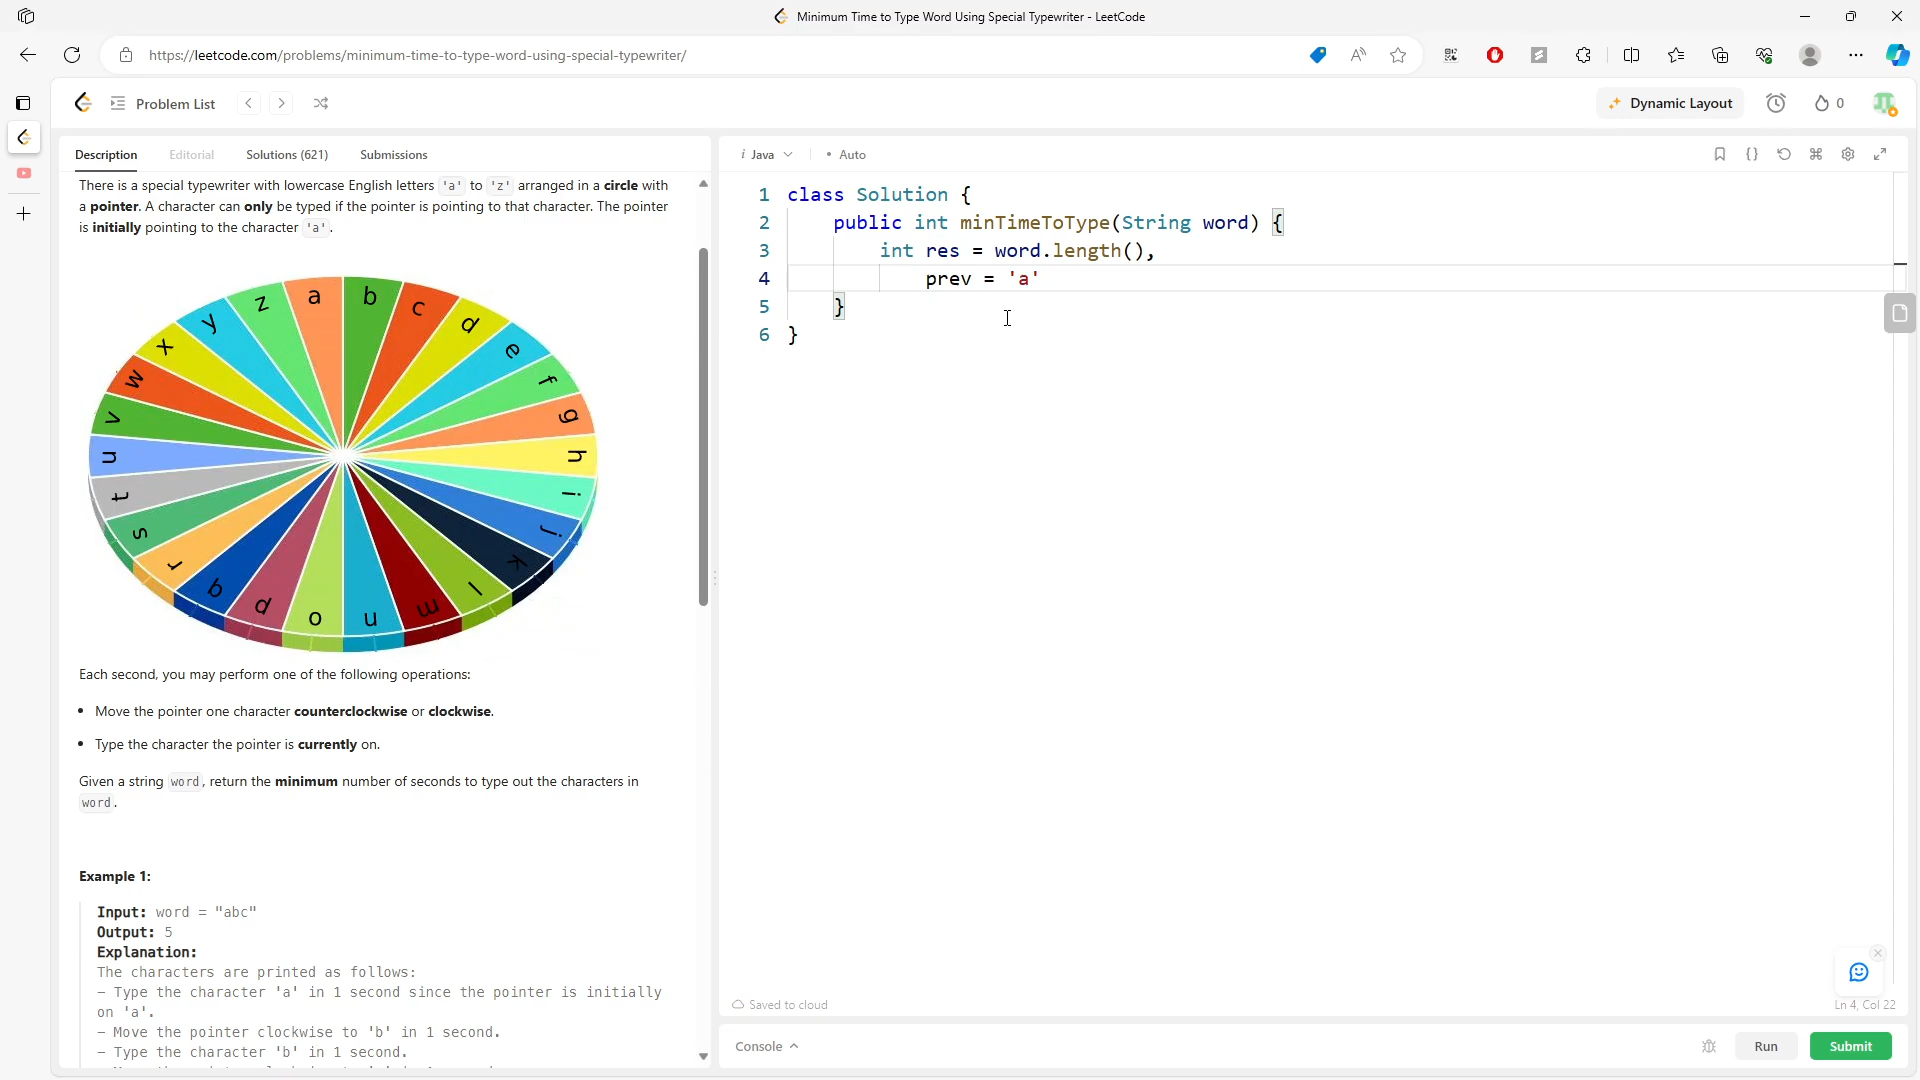 Minimum Time to Type Word Using Special Typewriter - LeetCode
https://leetcode.com/problems/minimum-time-to-type-word-using-special-typewriter/
Problem List
Dynamic Layout
0
Description
Editorial
Solutions (621)
Submissions
There is a special typewriter with lowercase English letters 'a' to 'z' arranged in a circle with
a pointer. A character can only be typed if the pointer is pointing to that character. The pointer
is initially pointing to the character 'a'.
a
b
c
d
e
f
g
h
i
j
k
l
m
n
o
p
q
r
s
t
u
v
w
x
y
z
Each second, you may perform one of the following operations:
• Move the pointer one character counterclockwise or clockwise.
• Type the character the pointer is currently on.
Given a string word, return the minimum number of seconds to type out the characters in
word.
Example 1:
Input: word = "abc"
Output: 5
Explanation:
The characters are printed as follows:
- Type the character 'a' in 1 second since the pointer is initially
on 'a'.
- Move the pointer clockwise to 'b' in 1 second.
- Type the character 'b' in 1 second.
i Java
• Auto
1 class Solution {
2 public int minTimeToType(String word) {
3 int res = word.length(),
4 prev = 'a'
5 }
6 }
Saved to cloud
Ln 4, Col 22
Console
Run
Submit